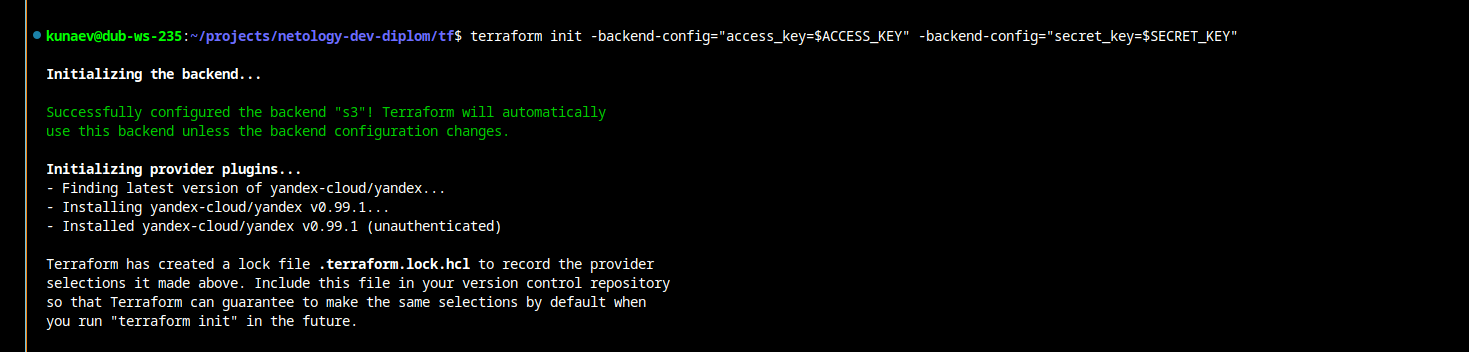 kunaev@dub-ws-235:~/projects/netology-dev-diplom/tf$ terraform init -backend-config="access_key=$ACCESS_KEY" -backend-config="secret_key=$SECRET_KEY"
Initializing the backend...
Successfully configured the backend "s3"! Terraform will automatically
use this backend unless the backend configuration changes.
Initializing provider plugins...
- Finding latest version of yandex-cloud/yandex...
- Installing yandex-cloud/yandex v0.99.1...
- Installed yandex-cloud/yandex v0.99.1 (unauthenticated)
Terraform has created a lock file .terraform.lock.hcl to record the provider
selections it made above. Include this file in your version control repository
so that Terraform can guarantee to make the same selections by default when
you run "terraform init" in the future.